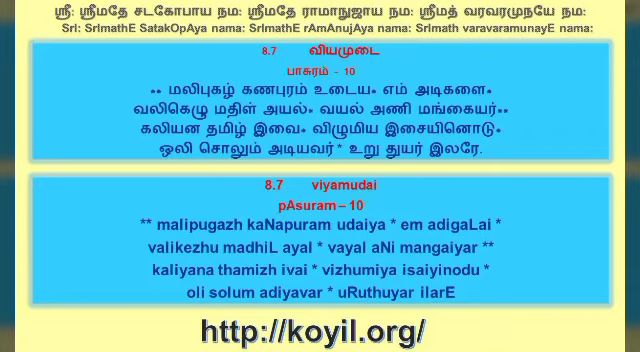 ஸ்ரீ: ஸ்ரீமதே சடகோபாய நம: ஸ்ரீமதே ராமாநுஜாய நம: ஸ்ரீமத் வரவரமுநயே நம:
SrI: SrImathE SatakOpAya nama: SrImathE rAmAnujAya nama: SrImath varavaramunayE nama:
8.7 வியமுடை
பாசுரம் - 10
** மலிபுகழ் கணபுரம் உடைய* எம் அடிகளை*
வலிகெழு மதிள் அயல்* வயல் அணி மங்கையர்**
கலியன தமிழ் இவை* விழுமிய இசையினொடு*
ஒலி சொலும் அடியவர்* உறு துயர் இலரே.
8.7 viyamudai
pAsuram – 10
** malipugazh kaNapuram udaiya * em adigaLai *
valikezhu madhiL ayal * vayal aNi mangaiyar **
kaliyana thamizh ivai * vizhumiya isaiyinodu *
oli solum adiyavar * uRuthuyar ilarE
http://koyil.org/